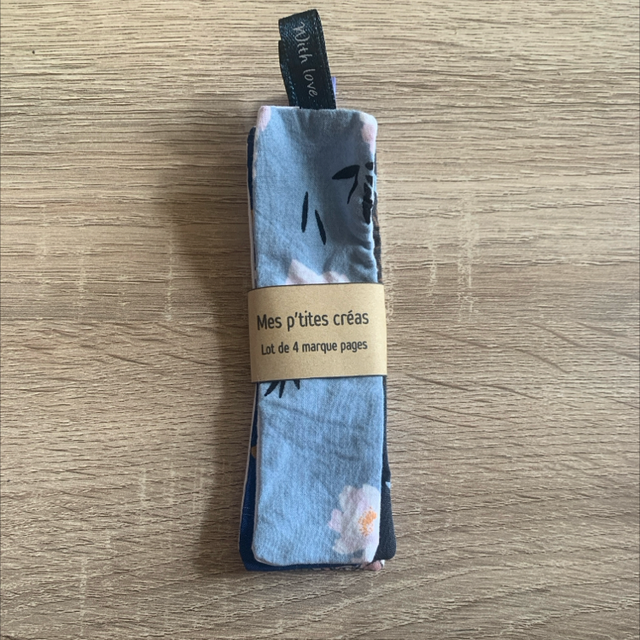 With love
Mes p'tites créas
Lot de 4 marque pages